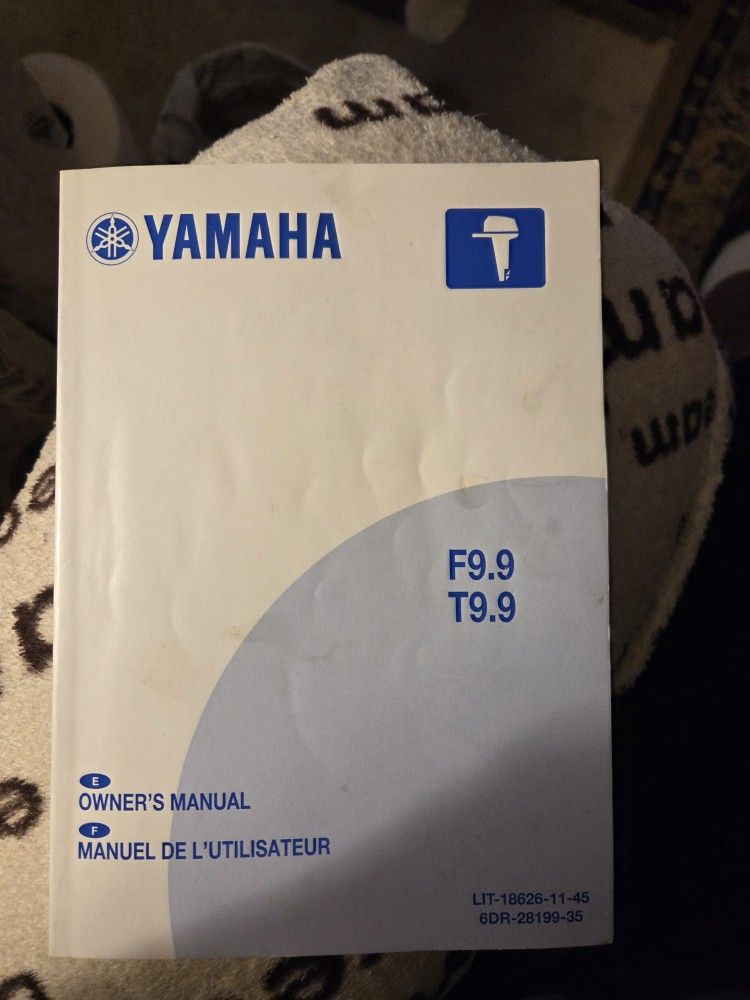 YAMAHA
F9.9
T9.9
E
OWNER'S MANUAL
F
MANUEL DE L'UTILISATEUR
LIT-18626-11-45
6DR-28199-35